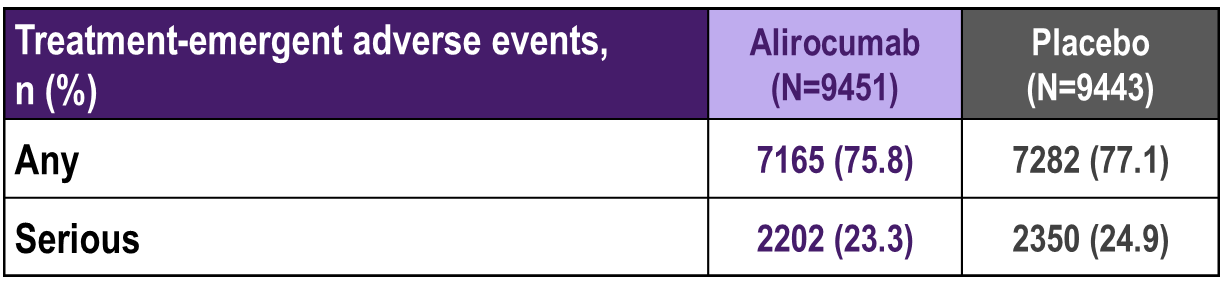 Treatment-emergent adverse events,
n (%)
Alirocumab
(N=9451)
Placebo
(N=9443)
Any 7165 (75.8) 7282 (77.1)
Serious 2202 (23.3) 2350 (24.9)